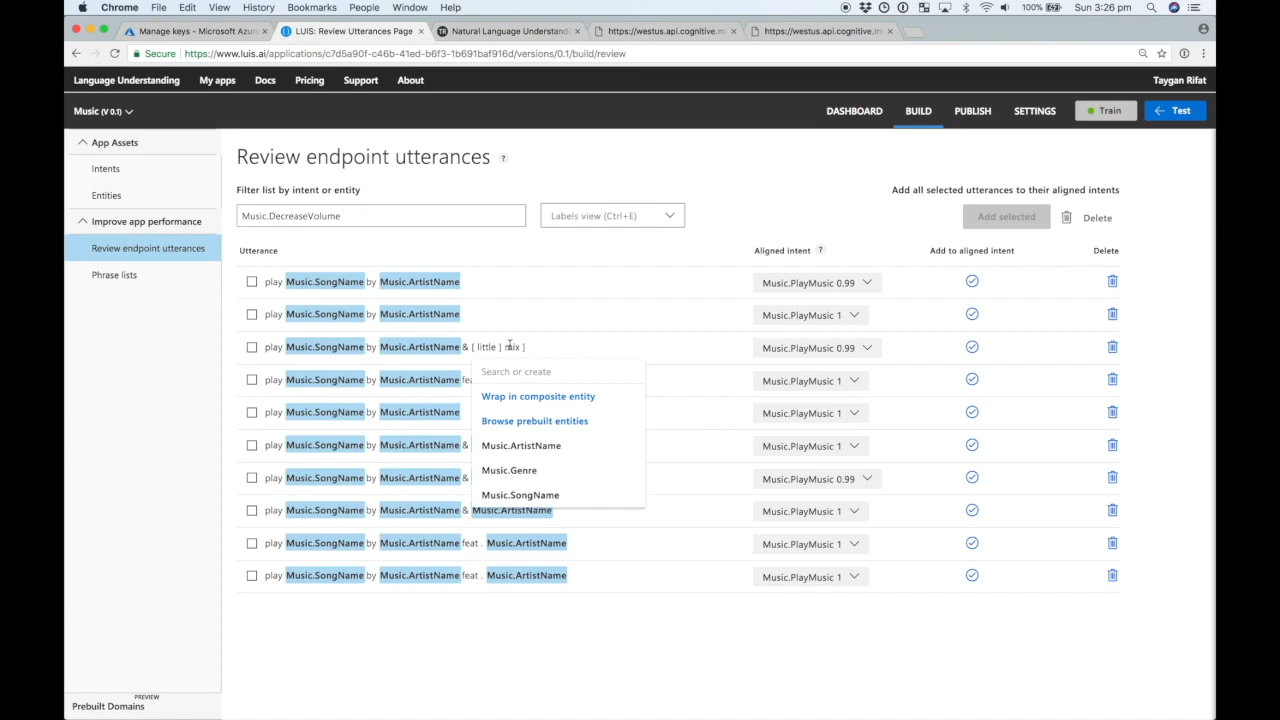 Chrome File Edit View History Bookmarks People Window Help 100% Sun 3:26 pm
Manage keys - Microsoft Azu LUIS: Review Utterances Page Natural Language Understandi https://westus.api.cognitive.mi https://westus.api.cognitive.mi
Secure https://www.luis.ai/applications/c7d5a90f-c46b-41ed-b6f3-1b691baf916d/versions/0.1/build/review
Language Understanding My apps Docs Pricing Support About Taygan Rifat
Music (V 0.1) DASHBOARD BUILD PUBLISH SETTINGS Train Test
App Assets
Intents
Entities
Improve app performance
Review endpoint utterances
Phrase lists
PREVIEW
Prebuilt Domains
Review endpoint utterances ?
Filter list by intent or entity Add all selected utterances to their aligned intents
Music.DecreaseVolume Labels view (Ctrl+E) Add selected Delete
Utterance Aligned intent ? Add to aligned intent Delete
play Music.SongName by Music.ArtistName Music.PlayMusic 0.99
play Music.SongName by Music.ArtistName Music.PlayMusic 1
play Music.SongName by Music.ArtistName & [ little ] mix ] Music.PlayMusic 0.99
play Music.SongName by Music.ArtistName fea Music.PlayMusic 1
play Music.SongName by Music.ArtistName Music.PlayMusic 1
play Music.SongName by Music.ArtistName & Music.PlayMusic 1
play Music.SongName by Music.ArtistName & Music.PlayMusic 0.99
play Music.SongName by Music.ArtistName & Music.ArtistName Music.PlayMusic 1
play Music.SongName by Music.ArtistName feat . Music.ArtistName Music.PlayMusic 1
play Music.SongName by Music.ArtistName feat . Music.ArtistName Music.PlayMusic 1
Search or create
Wrap in composite entity
Browse prebuilt entities
Music.ArtistName
Music.Genre
Music.SongName